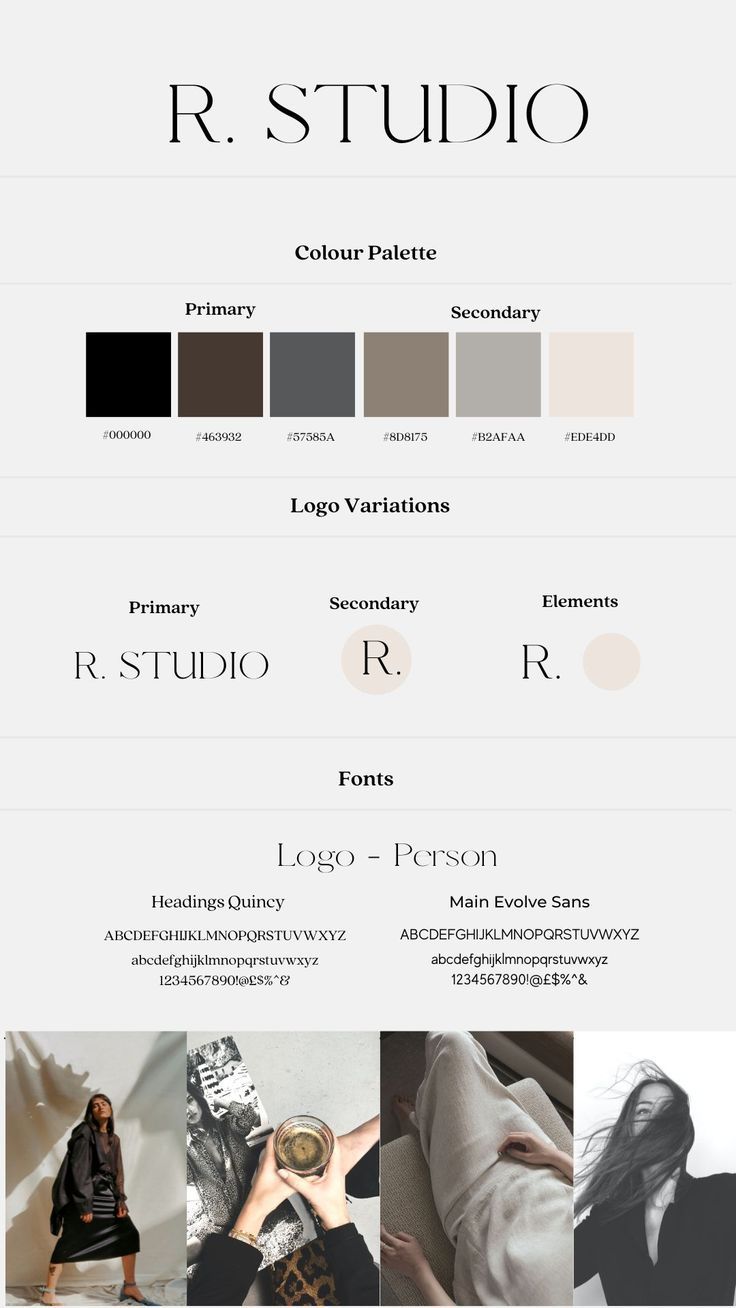 R. STUDIO
Colour Palette
Primary
Secondary
#000000
#463932
#57585A
#8D8175
#B2AFAA
#EDE4DD
Logo Variations
Primary
Secondary
Elements
R. STUDIO
R.
R.
Fonts
Logo - Person
Headings Quincy
ABCDEFGHIJKLMNOPQRSTUVWXYZ
abcdefghijklmnopqrstuvwxyz
1234567890!@£$%^&
Main Evolve Sans
ABCDEFGHIJKLMNOPQRSTUVWXYZ
abcdefghijklmnopqrstuvwxyz
1234567890!@£$%^&